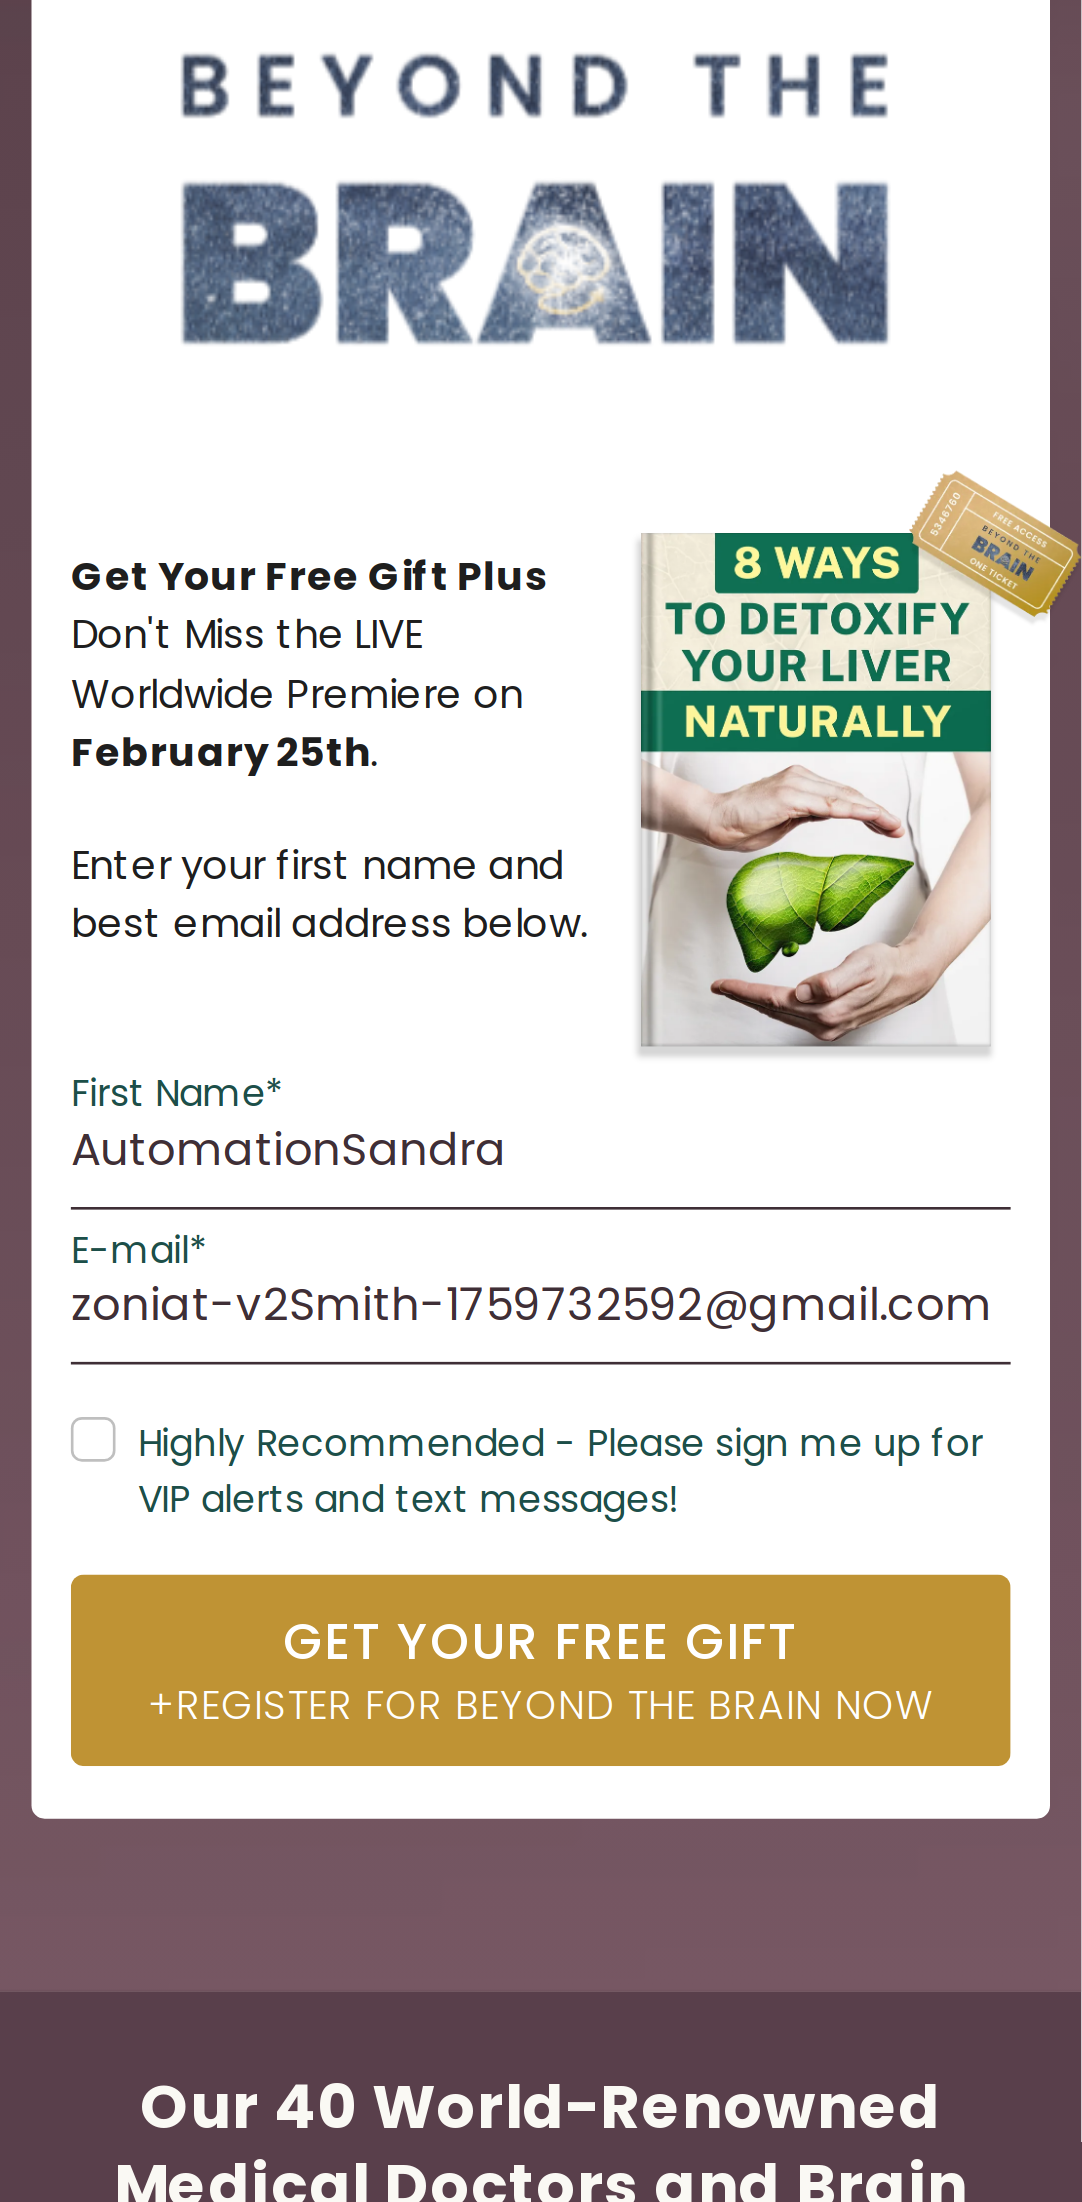 BEYOND THE
BRAIN
Get Your Free Gift Plus
Don't Miss the LIVE
Worldwide Premiere on
February 25th.
Enter your first name and
best email address below.
8 WAYS
TO DETOXIFY
YOUR LIVER
NATURALLY
5346760
FREE ACCESS
BEYOND THE
BRAIN
ONE TICKET
First Name*
AutomationSandra
E-mail*
zoniat-v2Smith-1759732592@gmail.com
Highly Recommended - Please sign me up for
VIP alerts and text messages!
GET YOUR FREE GIFT
+REGISTER FOR BEYOND THE BRAIN NOW
Our 40 World-Renowned
Medical Doctors and Brain